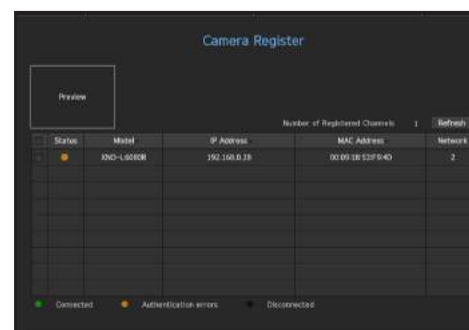 Camera Register
Preview
Number of Registered Channels 1 Refresh
Status Model IP Address MAC Address Network
XND-L6080R 192.168.0.28 2
Connected Authentication errors Disconnected